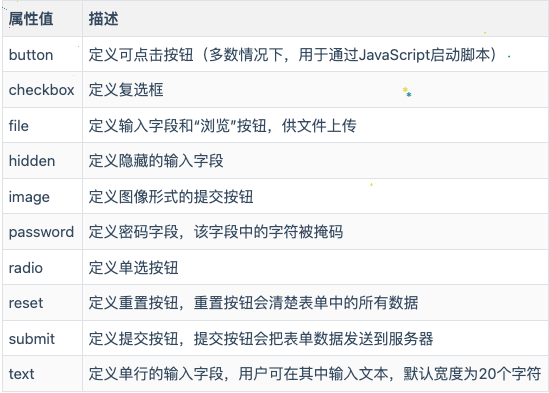 属性值 描述
button 定义可点击按钮（多数情况下，用于通过JavaScript启动脚本）
checkbox 定义复选框
file 定义输入字段和“浏览”按钮，供文件上传
hidden 定义隐藏的输入字段
image 定义图像形式的提交按钮
password 定义密码字段，该字段中的字符被掩码
radio 定义单选按钮
reset 定义重置按钮，重置按钮会清楚表单中的所有数据
submit 定义提交按钮，提交按钮会把表单数据发送到服务器
text 定义单行的输入字段，用户可在其中输入文本，默认宽度为20个字符